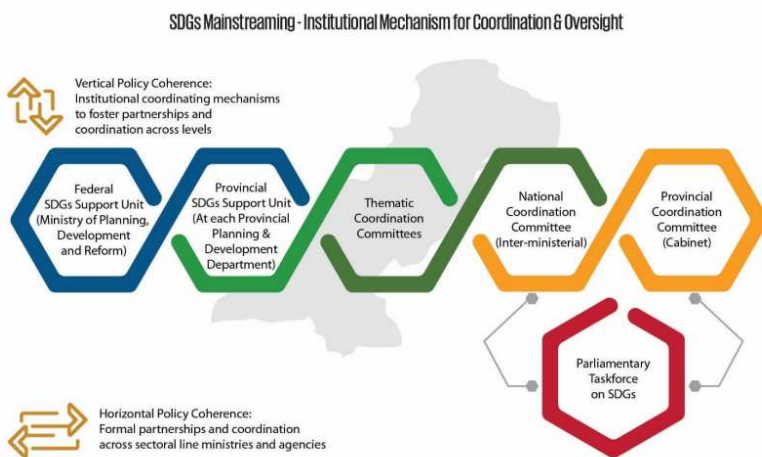 SDGs Mainstreaming - Institutional Mechanism for Coordination & Oversight
Vertical Policy Coherence:
Institutional coordinating mechanisms
to foster partnerships and
coordination across levels
Federal
SDGs Support Unit
(Ministry of Planning,
Development
and Reform)
Provincial
SDGs Support Unit
(At each Provincial
Planning &
Development
Department)
Thematic
Coordination
Committees
National
Coordination
Committee
(Inter-ministerial)
Provincial
Coordination
Committee
(Cabinet)
Parliamentary
Taskforce
on SDGs
Horizontal Policy Coherence:
Formal partnerships and coordination
across sectoral line ministries and agencies